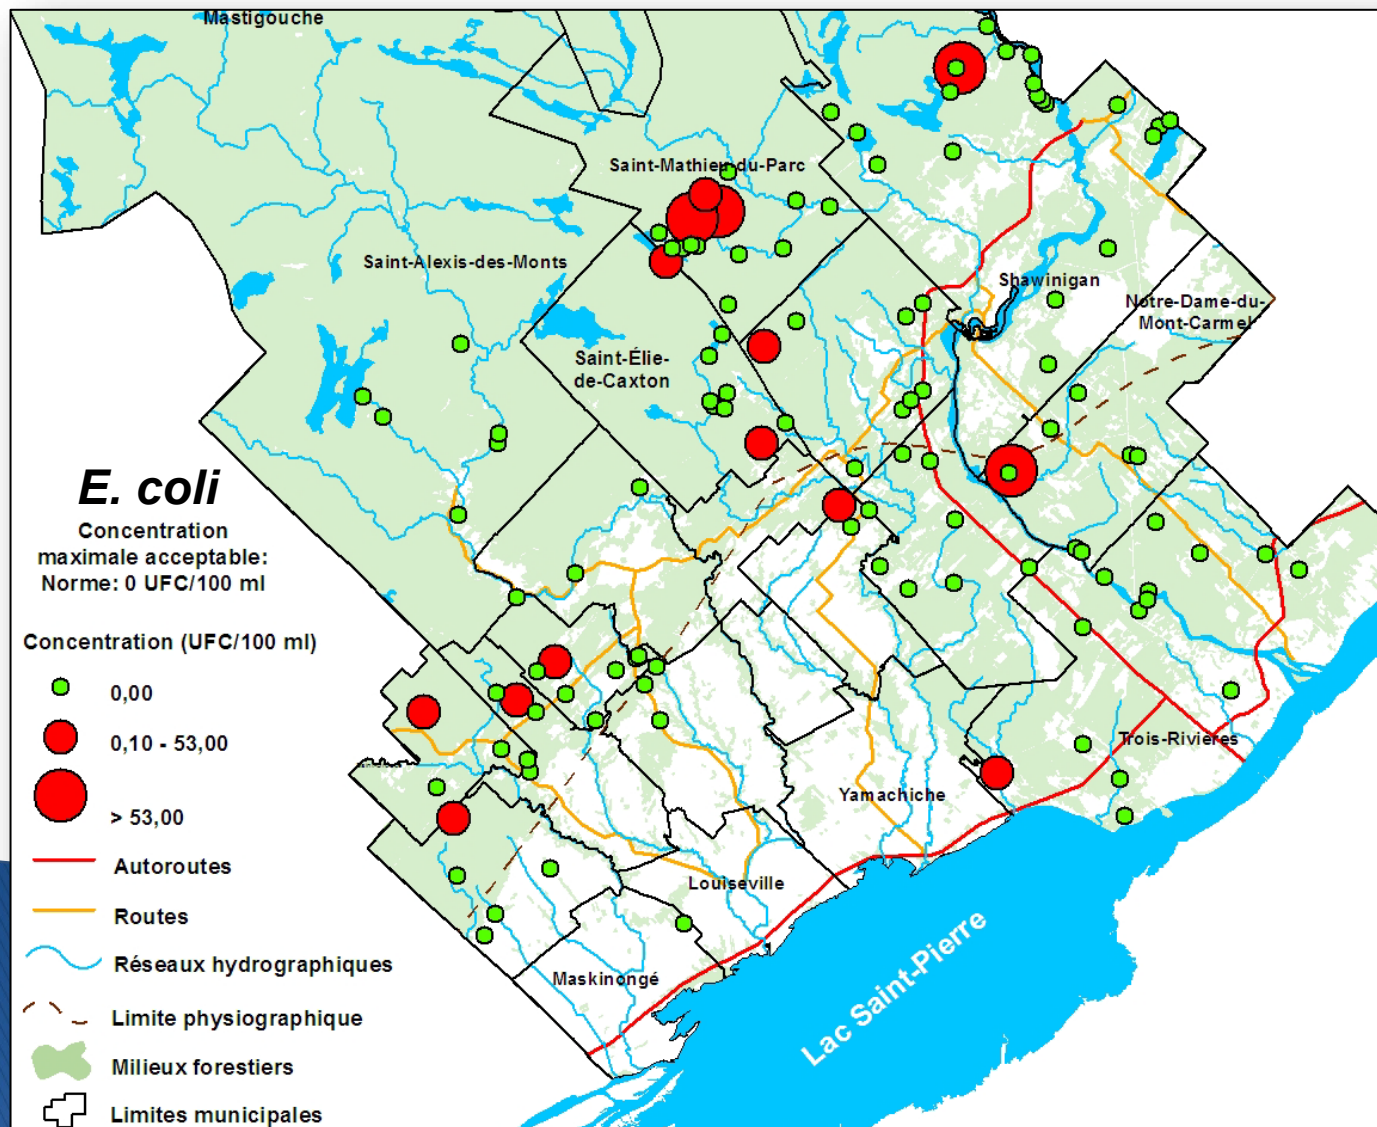 Mastigouche
Saint-Mathieu-du-Parc
Saint-Alexis-des-Monts
Shawinigan
Notre-Dame-du-
Mont-Carmel
Saint-Élie-
de-Caxton
E. coli
Concentration
maximale acceptable:
Norme: 0 UFC/100 ml
Concentration (UFC/100 ml)
0,00
0,10 - 53,00
> 53,00
Autoroutes
Routes
Réseaux hydrographiques
Limite physiographique
Milieux forestiers
Limites municipales
Trois-Rivières
Yamachiche
Louiseville
Maskinongé
Lac Saint-Pierre